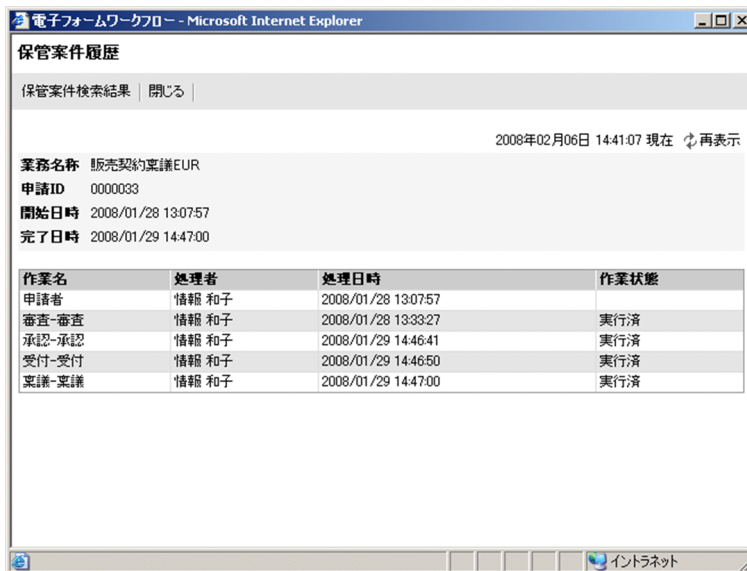 電子フォームワークフロー - Microsoft Internet Explorer
保管案件履歴
保管案件検索結果 | 閉じる |
2008年02月06日 14:41:07 現在 再表示
業務名称 販売契約稟議EUR
申請ID 0000033
開始日時 2008/01/28 13:07:57
完了日時 2008/01/29 14:47:00
作業名 処理者 処理日時 作業状態
申請者 情報 和子 2008/01/28 13:07:57
審査-審査 情報 和子 2008/01/28 13:33:27 実行済
承認-承認 情報 和子 2008/01/29 14:46:41 実行済
受付-受付 情報 和子 2008/01/29 14:46:50 実行済
稟議-稟議 情報 和子 2008/01/29 14:47:00 実行済
イントラネット